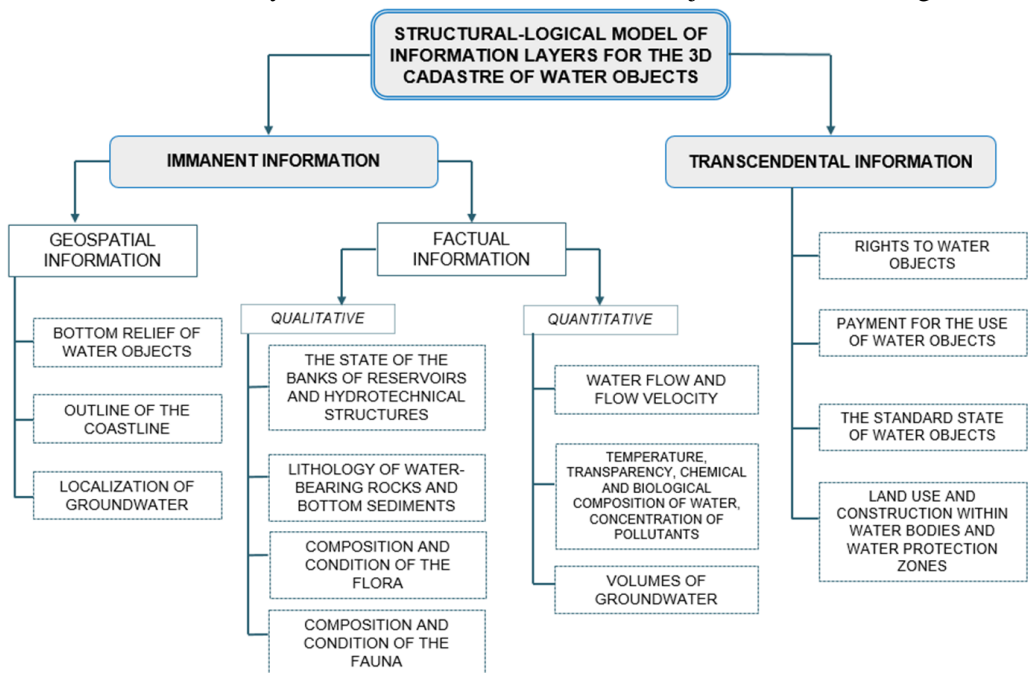 STRUCTURAL-LOGICAL MODEL OF
INFORMATION LAYERS FOR THE 3D
CADASTRE OF WATER OBJECTS
IMMANENT INFORMATION
TRANSCENDENTAL INFORMATION
GEOSPATIAL
INFORMATION
BOTTOM RELIEF OF
WATER OBJECTS
OUTLINE OF THE
COASTLINE
LOCALIZATION OF
GROUNDWATER
FACTUAL
INFORMATION
QUALITATIVE
THE STATE OF THE
BANKS OF RESERVOIRS
AND HYDROTECHNICAL
STRUCTURES
LITHOLOGY OF WATER-
BEARING ROCKS AND
BOTTOM SEDIMENTS
COMPOSITION AND
CONDITION OF THE
FLORA
COMPOSITION AND
CONDITION OF THE
FAUNA
QUANTITATIVE
WATER FLOW AND
FLOW VELOCITY
TEMPERATURE,
TRANSPARENCY, CHEMICAL
AND BIOLOGICAL
COMPOSITION OF WATER,
CONCENTRATION OF
POLLUTANTS
VOLUMES OF
GROUNDWATER
RIGHTS TO WATER
OBJECTS
PAYMENT FOR THE USE
OF WATER OBJECTS
THE STANDARD STATE
OF WATER OBJECTS
LAND USE AND
CONSTRUCTION WITHIN
WATER BODIES AND
WATER PROTECTION
ZONES